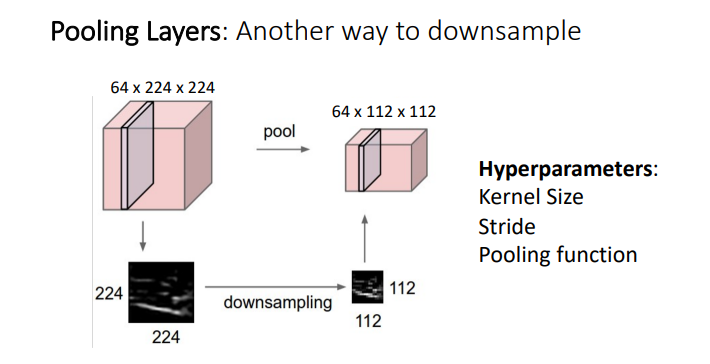 Pooling Layers: Another way to downsample
64 x 224 x 224
64 x 112 x 112
pool
Hyperparameters:
Kernel Size
Stride
Pooling function
224
downsampling
112
112
224